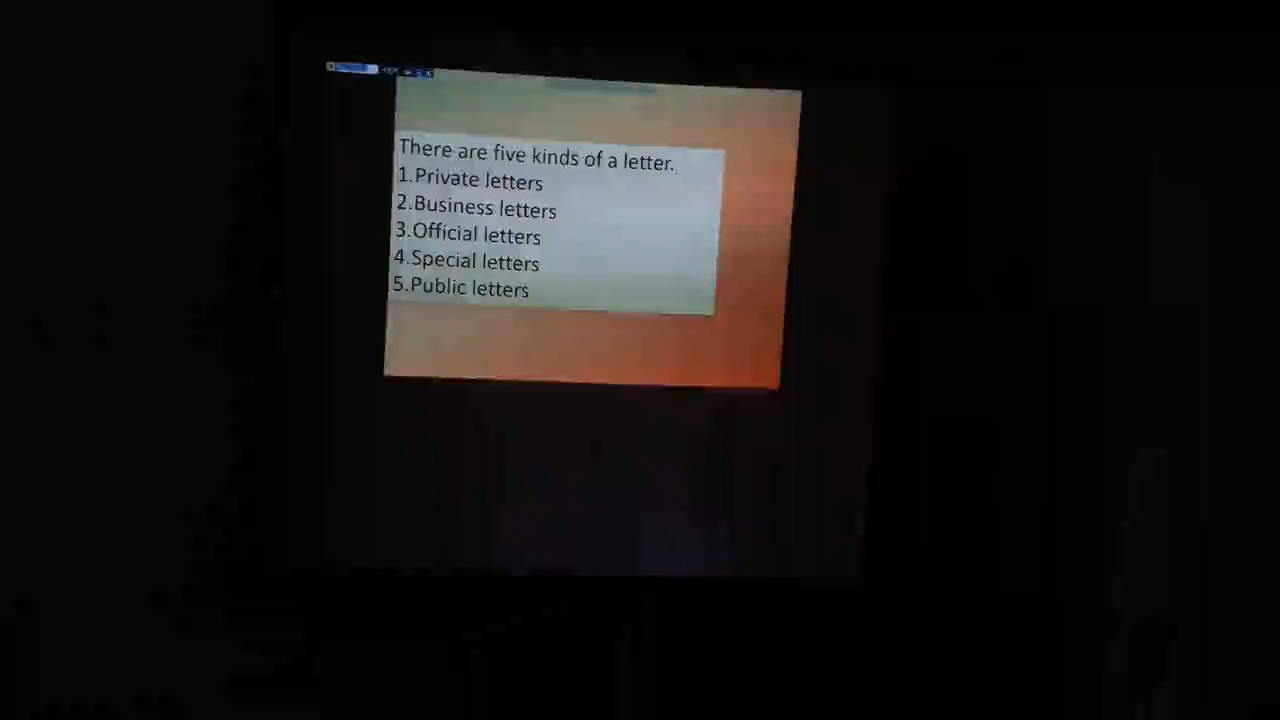 There are five kinds of a letter.
1.Private letters
2.Business letters
3.Official letters
4.Special letters
5.Public letters